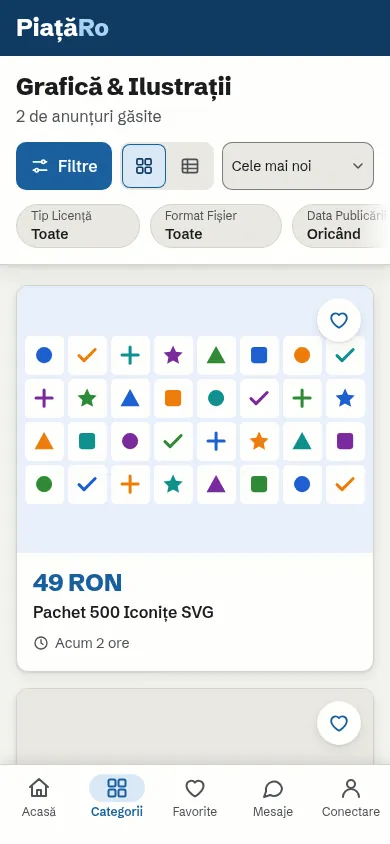 PiațăRo
Grafică & Ilustrații
2 de anunțuri găsite
Filtre
Cele mai noi
Tip Licență
Toate
Format Fișier
Toate
Data Publicării
Oricând
49 RON
Pachet 500 Iconițe SVG
Acum 2 ore
Acasă
Categorii
Favorite
Mesaje
Conectare